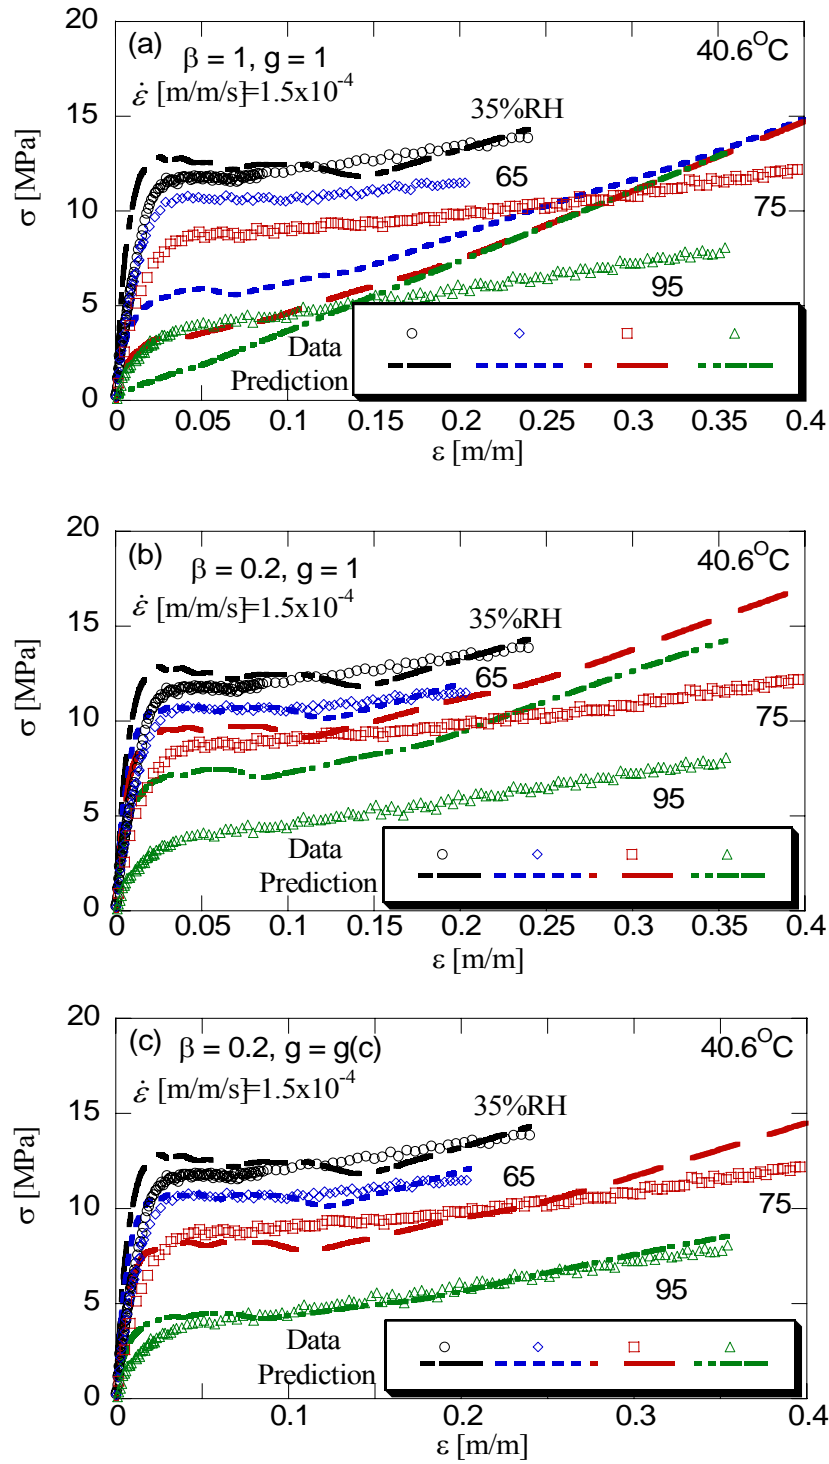 (a)
β = 1, g = 1
40.6°C
ε̇ [m/m/s]=1.5x10⁻⁴
35%RH
65
75
95
Data
Prediction
σ [MPa]
20
15
10
5
0
0 0.05 0.1 0.15 0.2 0.25 0.3 0.35 0.4
ε [m/m]
(b)
β = 0.2, g = 1
40.6°C
ε̇ [m/m/s]=1.5x10⁻⁴
35%RH
65
75
95
Data
Prediction
σ [MPa]
20
15
10
5
0
0 0.05 0.1 0.15 0.2 0.25 0.3 0.35 0.4
ε [m/m]
(c)
β = 0.2, g = g(c)
40.6°C
ε̇ [m/m/s]=1.5x10⁻⁴
35%RH
65
75
95
Data
Prediction
σ [MPa]
20
15
10
5
0
0 0.1 0.2 0.3 0.4
ε [m/m]